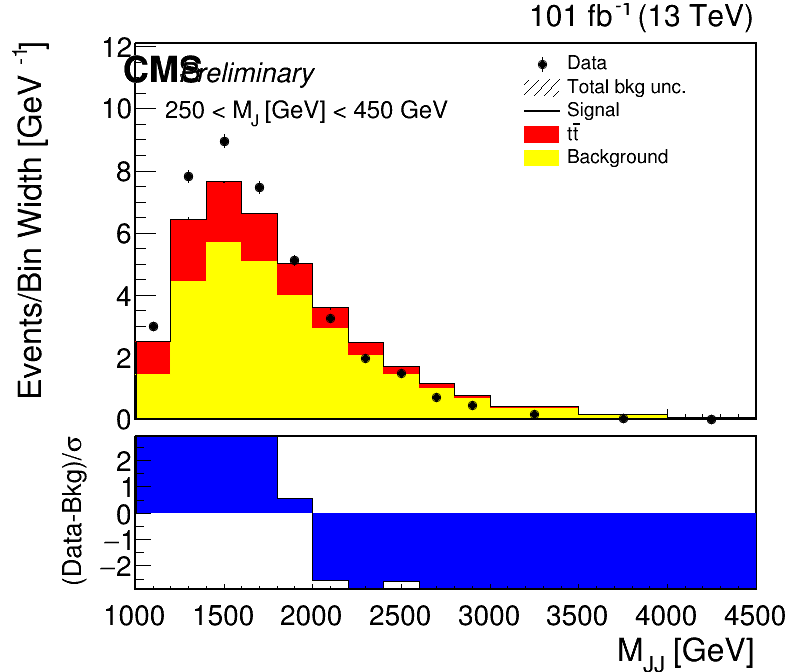 101 fb⁻¹ (13 TeV)
CMS Preliminary
250 < M_J [GeV] < 450 GeV
Data
Total bkg unc.
Signal
tt̄
Background
Events/Bin Width [GeV⁻¹]
12
10
8
6
4
2
0
(Data-Bkg)/σ
2
1
0
−1
−2
1000 1500 2000 2500 3000 3500 4000 4500
M_JJ [GeV]